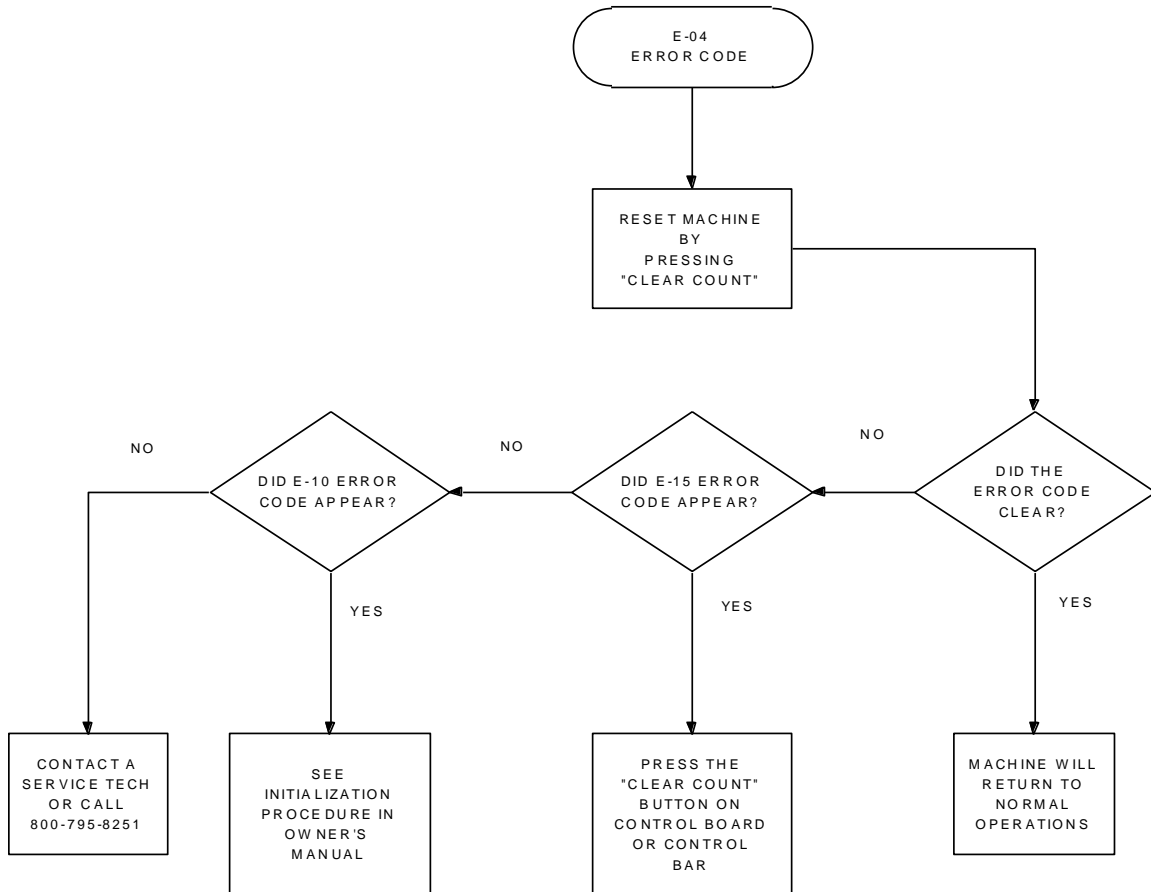 E-04
ERROR CODE
RESET MACHINE
BY
PRESSING
"CLEAR COUNT"
NO
DID E-10 ERROR
CODE APPEAR?
NO
DID E-15 ERROR
CODE APPEAR?
NO
DID THE
ERROR CODE
CLEAR?
YES
YES
YES
CONTACT A
SERVICE TECH
OR CALL
800-795-8251
SEE
INITIALIZATION
PROCEDURE IN
OWNER'S
MANUAL
PRESS THE
"CLEAR COUNT"
BUTTON ON
CONTROL BOARD
OR CONTROL
BAR
MACHINE WILL
RETURN TO
NORMAL
OPERATIONS